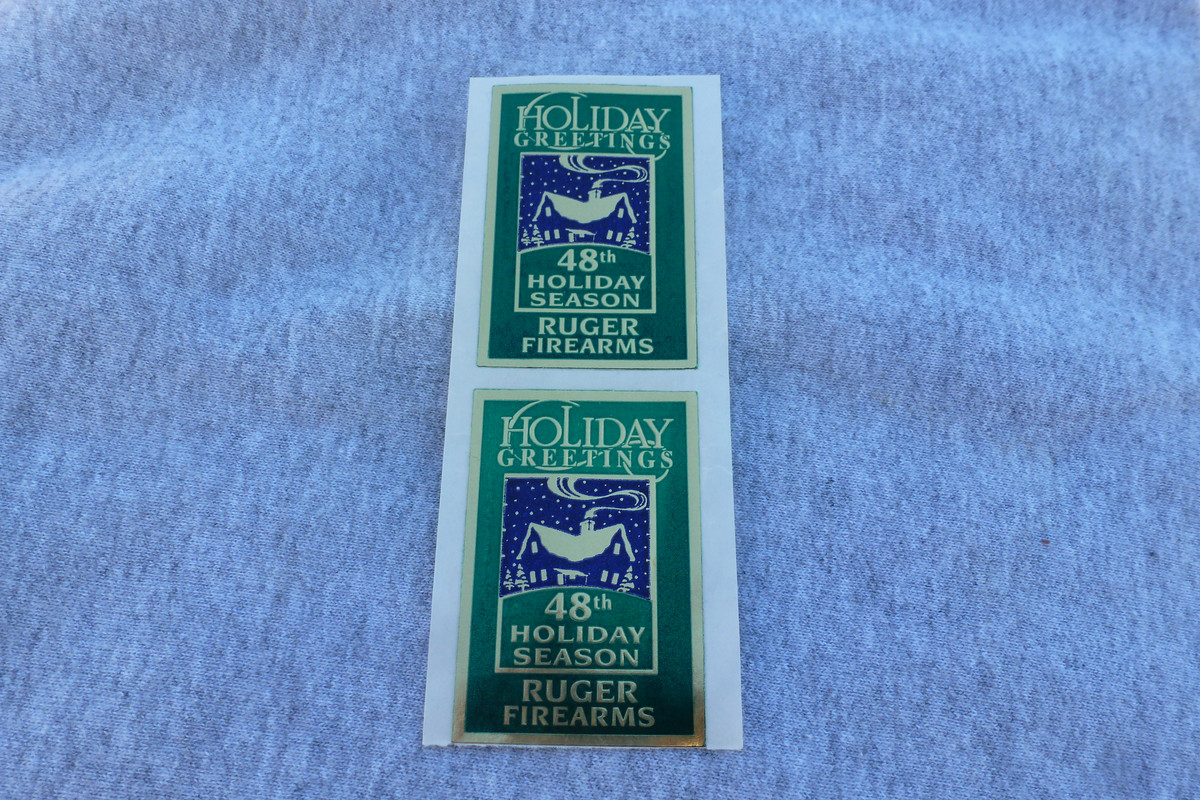 HOLIDAY
GREETINGS
48th
HOLIDAY
SEASON
RUGER
FIREARMS
HOLIDAY
GREETINGS
48th
HOLIDAY
SEASON
RUGER
FIREARMS